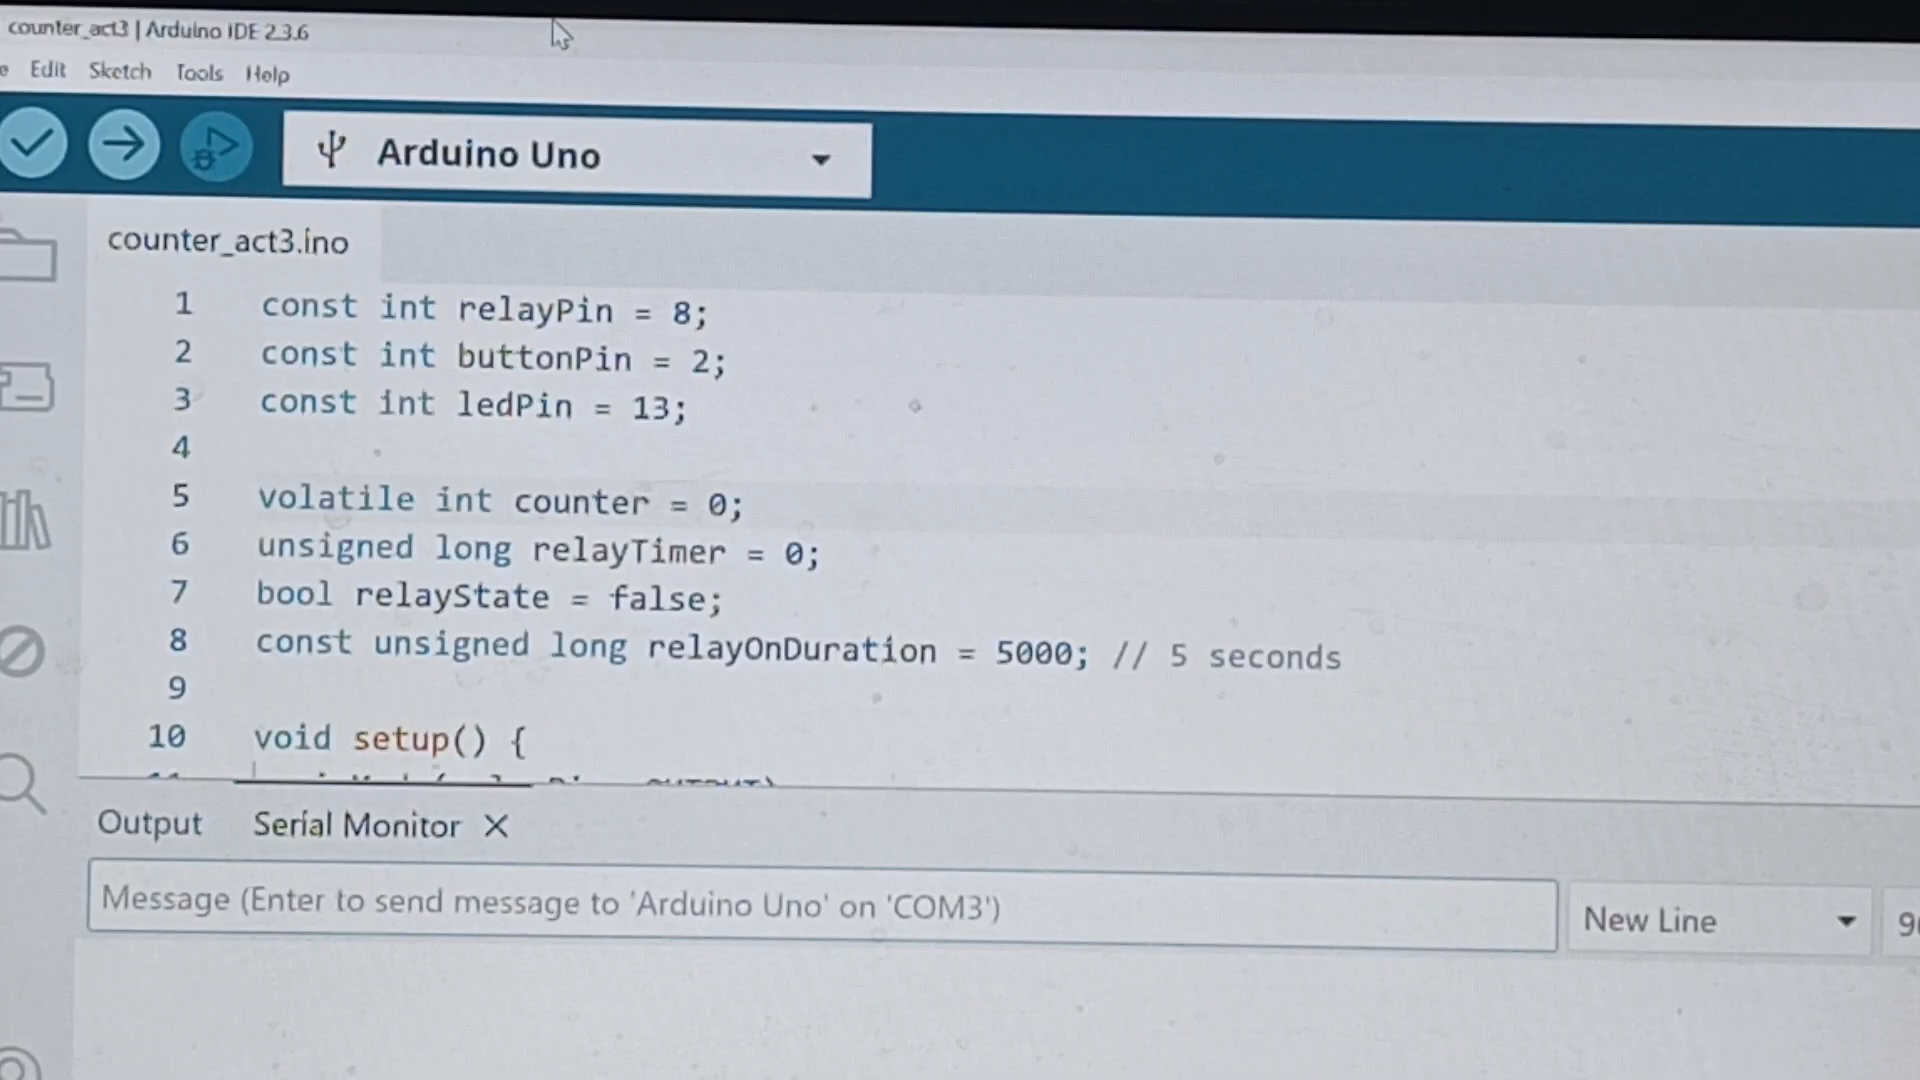 counter_act3 | Arduino IDE 2.3.6
Edit Sketch Tools Help
Arduino Uno
counter_act3.ino
1 const int relayPin = 8;
2 const int buttonPin = 2;
3 const int ledPin = 13;
4
5 volatile int counter = 0;
6 unsigned long relayTimer = 0;
7 bool relayState = false;
8 const unsigned long relayOnDuration = 5000; // 5 seconds
9
10 void setup() {
Output Serial Monitor
Message (Enter to send message to 'Arduino Uno' on 'COM3')
New Line